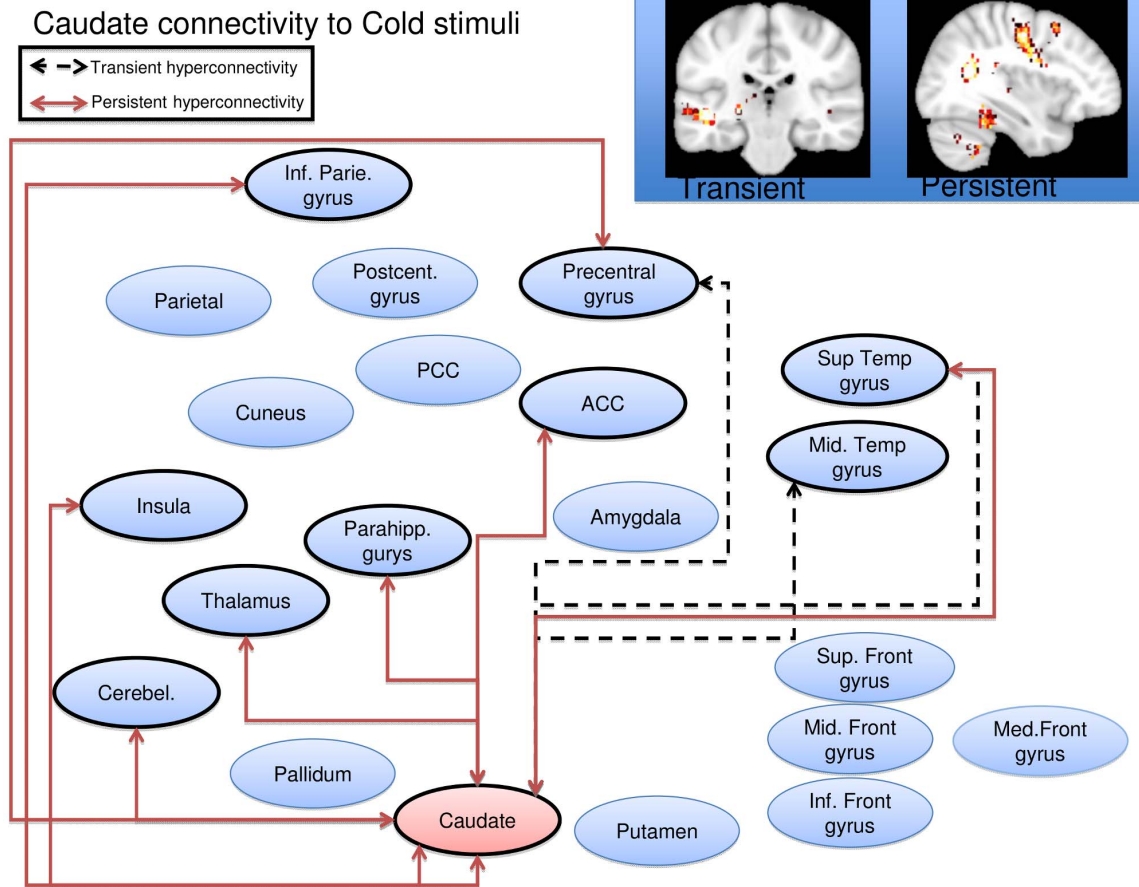 Caudate connectivity to Cold stimuli
Transient hyperconnectivity
Persistent hyperconnectivity
Transient
Persistent
Inf. Parie.
gyrus
Postcent.
gyrus
Precentral
gyrus
Parietal
PCC
Sup Temp
gyrus
Cuneus
ACC
Mid. Temp
gyrus
Insula
Amygdala
Parahipp.
gurys
Thalamus
Sup. Front
gyrus
Cerebel.
Mid. Front
gyrus
Med.Front
gyrus
Pallidum
Inf. Front
gyrus
Caudate
Putamen